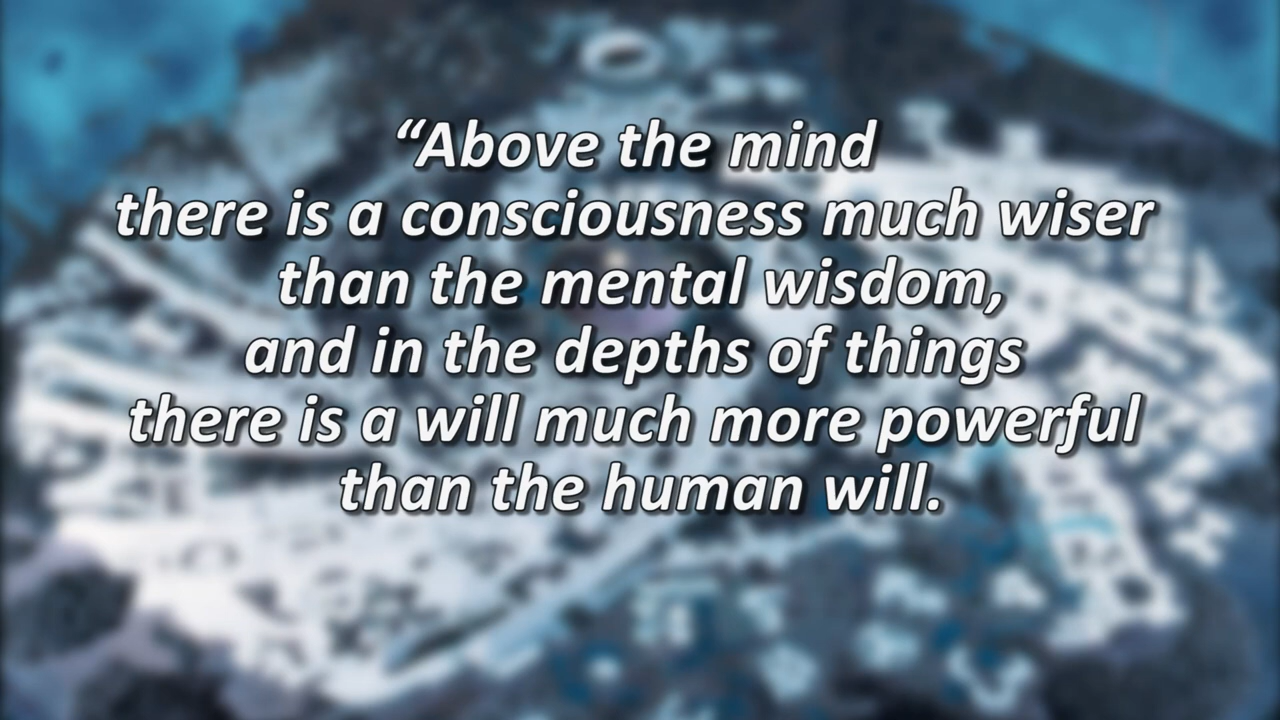 “Above the mind
there is a consciousness much wiser
than the mental wisdom,
and in the depths of things
there is a will much more powerful
than the human will.